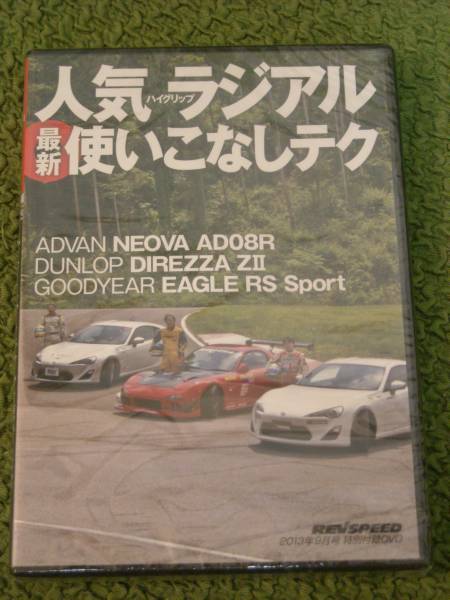 人気ハイグリップラジアル
最新使いこなしテク
ADVAN NEOVA AD08R
DUNLOP DIREZZA ZII
GOODYEAR EAGLE RS Sport
REVSPEED
2013年9月号 特別付録DVD